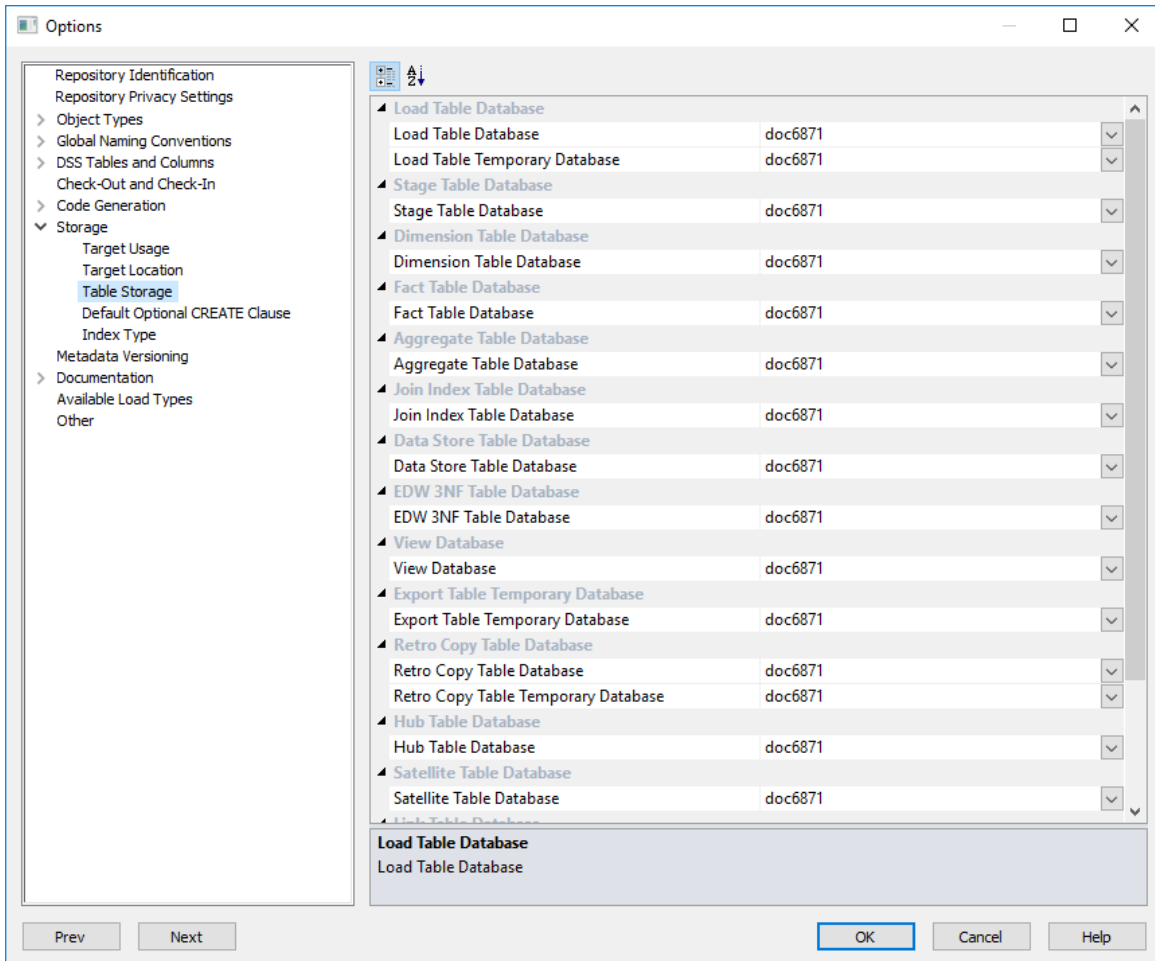 Options
Repository Identification
Repository Privacy Settings
Object Types
Global Naming Conventions
DSS Tables and Columns
Check-Out and Check-In
Code Generation
Storage
Target Usage
Target Location
Table Storage
Default Optional CREATE Clause
Index Type
Metadata Versioning
Documentation
Available Load Types
Other
Load Table Database
Load Table Database doc6871
Load Table Temporary Database doc6871
Stage Table Database
Stage Table Database doc6871
Dimension Table Database
Dimension Table Database doc6871
Fact Table Database
Fact Table Database doc6871
Aggregate Table Database
Aggregate Table Database doc6871
Join Index Table Database
Join Index Table Database doc6871
Data Store Table Database
Data Store Table Database doc6871
EDW 3NF Table Database
EDW 3NF Table Database doc6871
View Database
View Database doc6871
Export Table Temporary Database
Export Table Temporary Database doc6871
Retro Copy Table Database
Retro Copy Table Database doc6871
Retro Copy Table Temporary Database doc6871
Hub Table Database
Hub Table Database doc6871
Satellite Table Database
Satellite Table Database doc6871
Link Table Database
Load Table Database
Load Table Database
Prev Next OK Cancel Help